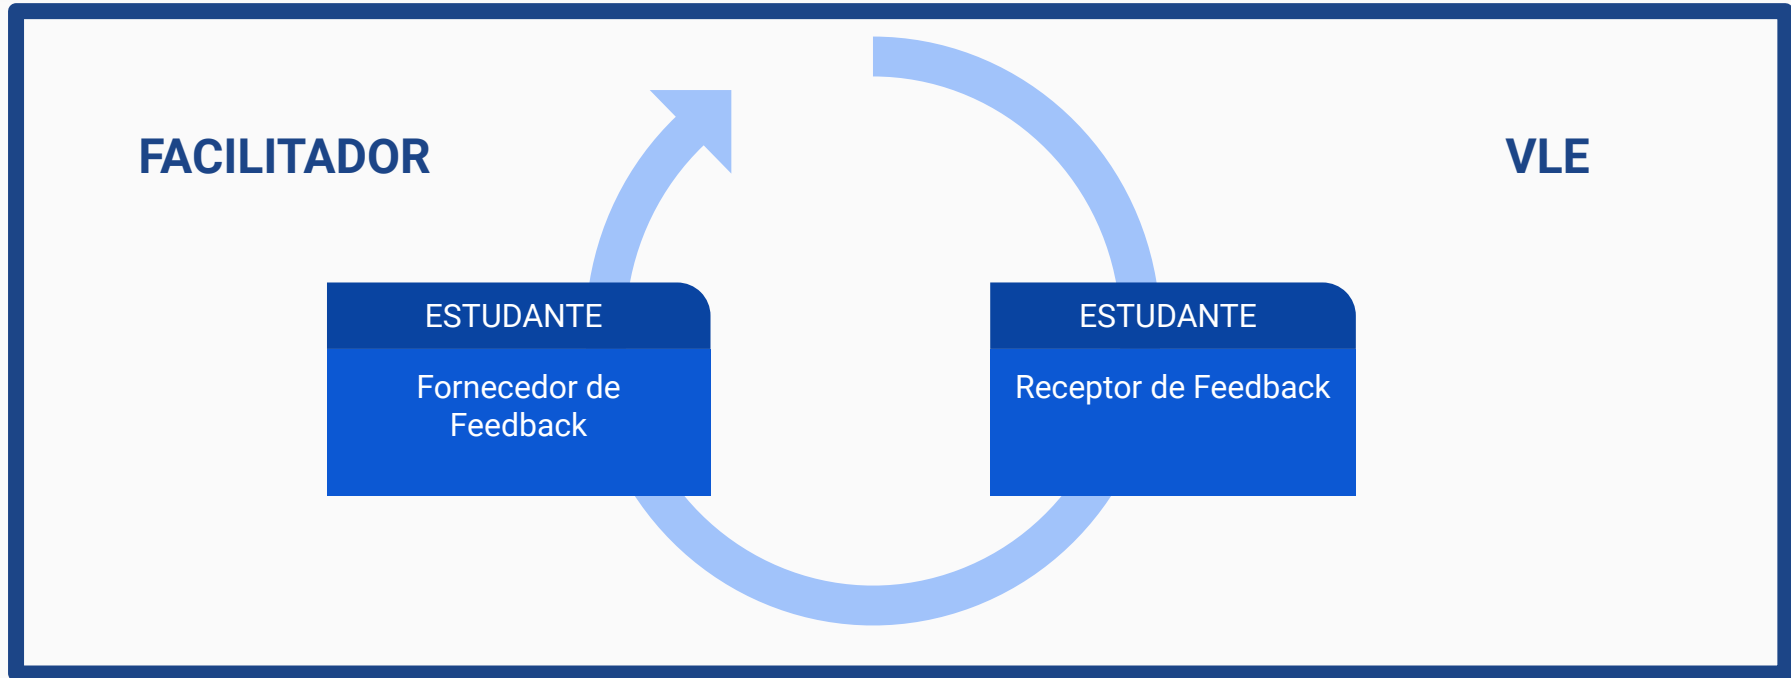 FACILITADOR
VLE
ESTUDANTE
Fornecedor de
Feedback
ESTUDANTE
Receptor de Feedback